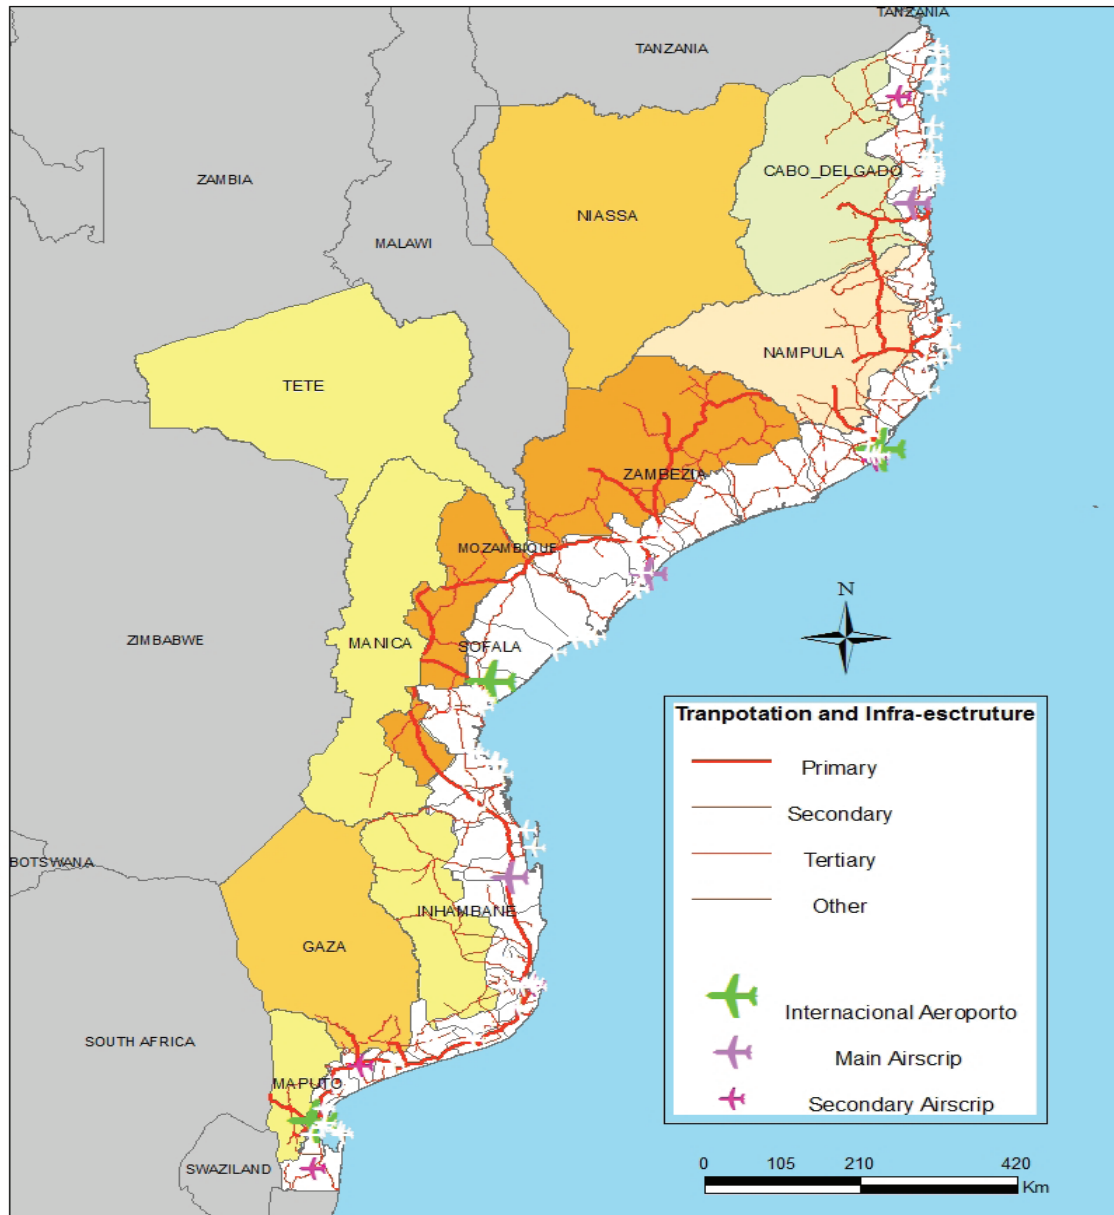 TANZANIA
TANZANIA
ZAMBIA
CABO_DELGADO
NIASSA
MALAWI
NAMPULA
TETE
ZAMBEZIA
MOZAMBIQUE
N
ZIMBABWE
MANICA
SOFALA
Tranpotation and Infra-esctruture
Primary
Secondary
Tertiary
Other
BOTSWANA
INHAMBANE
GAZA
Internacional Aeroporto
SOUTH AFRICA
Main Airscrip
MAPUTO
Secondary Airscrip
SWAZILAND
0 105 210 420
Km